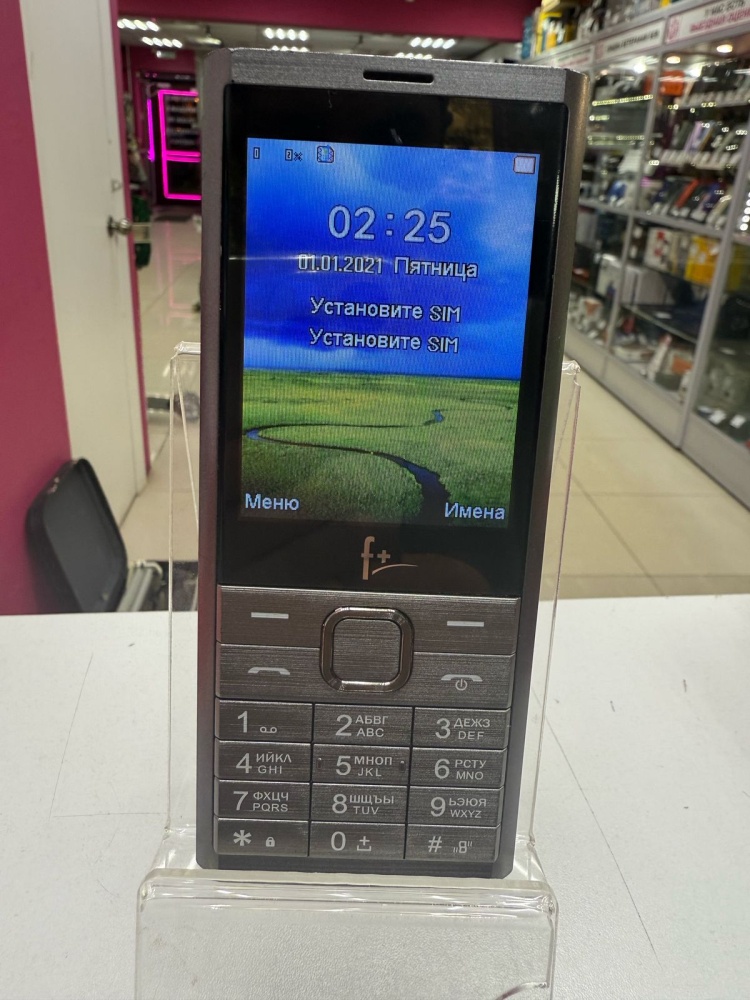 02:25
01.01.2021 Пятница
Установите SIM
Установите SIM
Меню
Имена
f+
1
2 АБВГ
ABC
3 ДЕЖЗ
DEF
4 ИЙКЛ
GHI
5 МНОП
JKL
6 РСТУ
MNO
7 ФХЦЧ
PQRS
8 ШЩЪЫ
TUV
9 ЬЭЮЯ
WXYZ
*
0
#